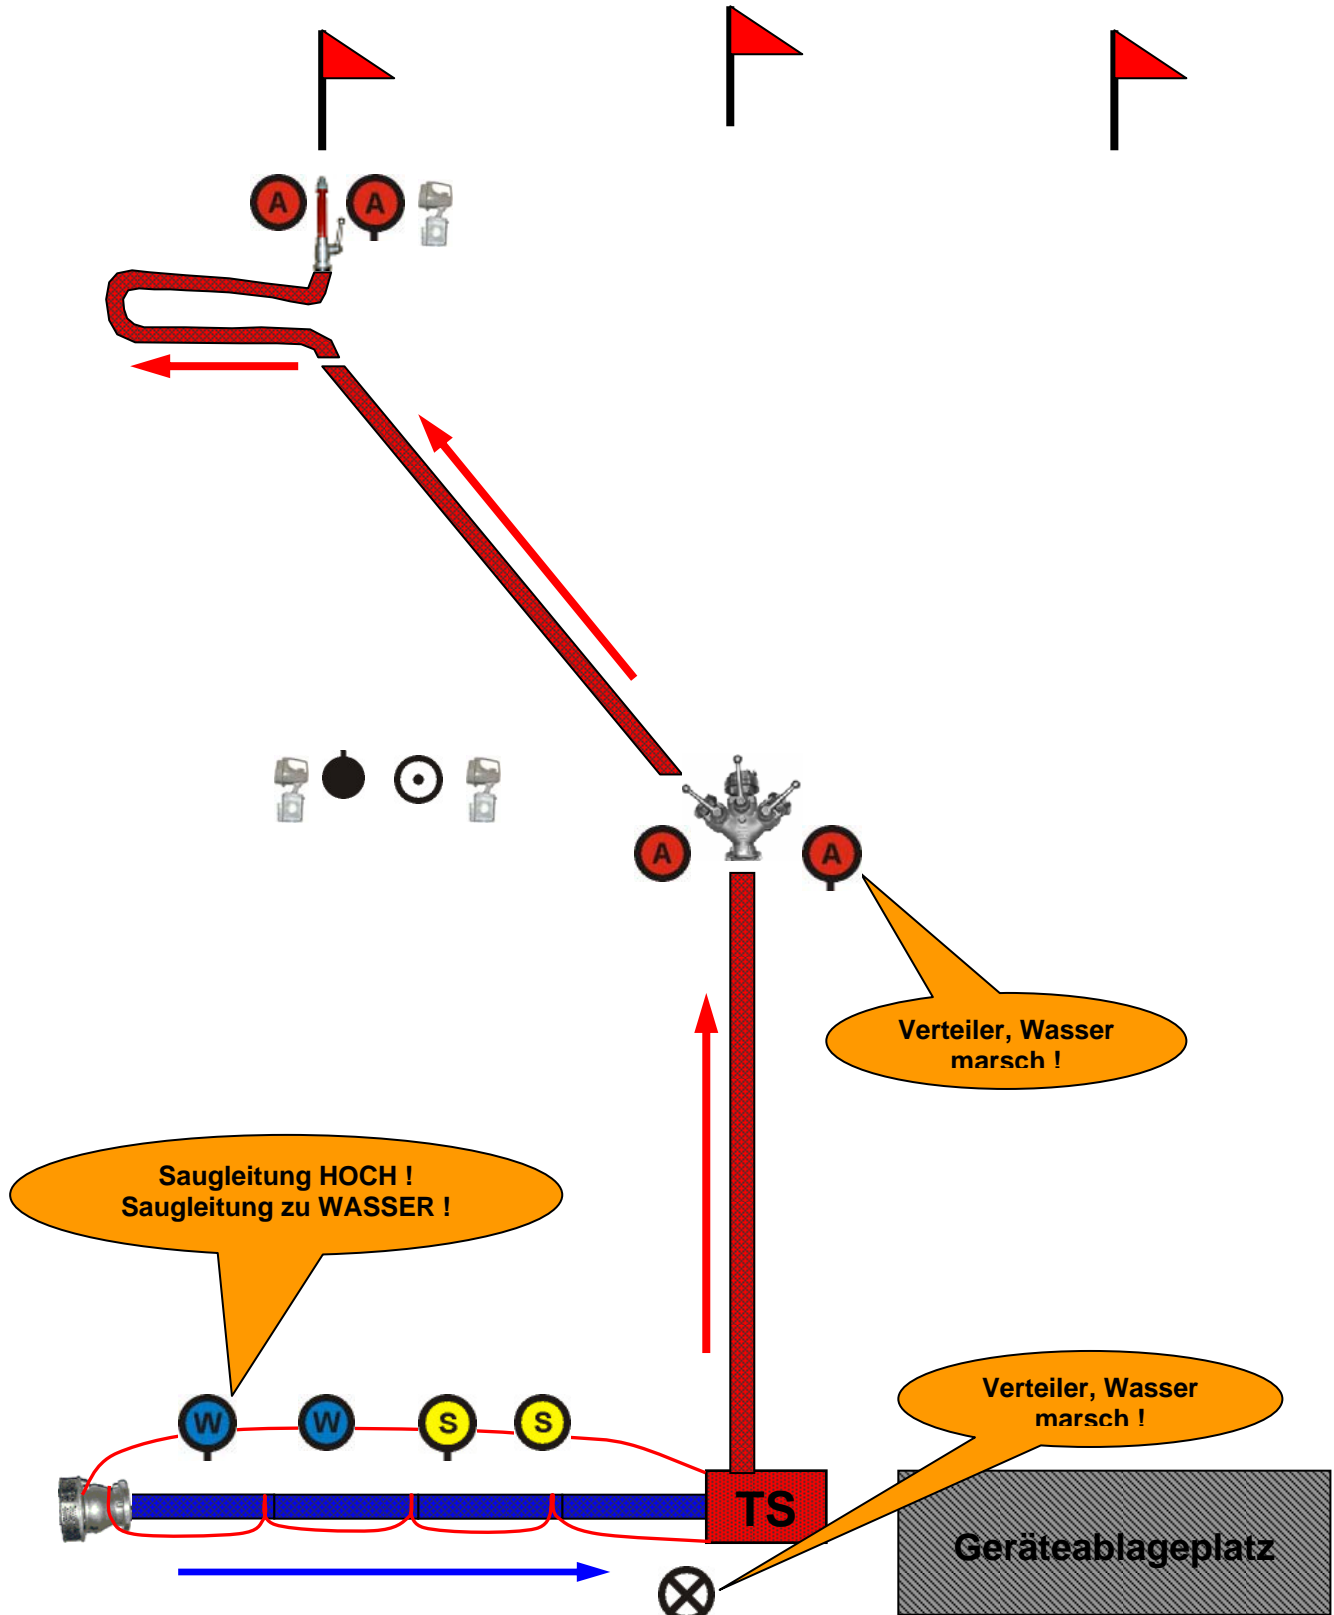 A A
A A
Verteiler, Wasser
marsch !
Saugleitung HOCH !
Saugleitung zu WASSER !
Verteiler, Wasser
marsch !
W W S S
TS
Geräteablageplatz